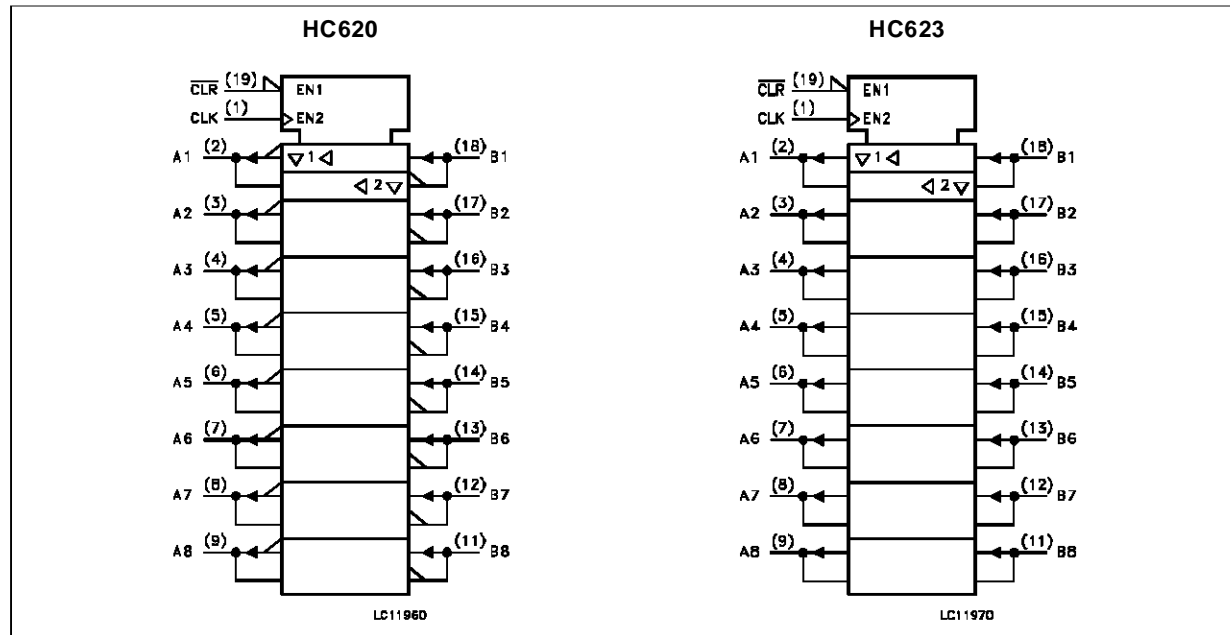 HC620
C̅L̅R̅ (19) EN1
CLK (1) EN2
A1 (2) 1 (18) B1
2
A2 (3) (17) B2
A3 (4) (16) B3
A4 (5) (15) B4
A5 (6) (14) B5
A6 (7) (13) B6
A7 (8) (12) B7
A8 (9) (11) B8
LC11960
HC623
C̅L̅R̅ (19) EN1
CLK (1) EN2
A1 (2) 1 (18) B1
2
A2 (3) (17) B2
A3 (4) (16) B3
A4 (5) (15) B4
A5 (6) (14) B5
A6 (7) (13) B6
A7 (8) (12) B7
A8 (9) (11) B8
LC11970